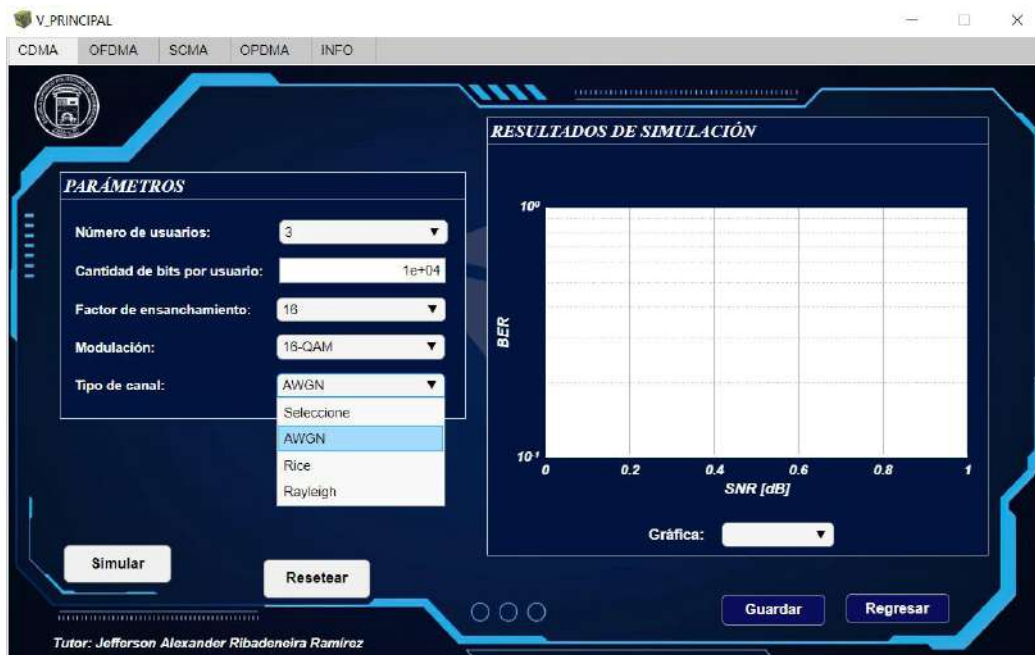 V_PRINCIPAL
CDMA OFDMA SCMA OPDMA INFO
PARÁMETROS
Número de usuarios: 3
Cantidad de bits por usuario: 1e+04
Factor de ensanchamiento: 16
Modulación: 16-QAM
Tipo de canal: AWGN
Seleccione
AWGN
Rice
Rayleigh
Simular
Resetear
Tutor: Jefferson Alexander Ribadeneira Ramírez
RESULTADOS DE SIMULACIÓN
10⁰
BER
10⁻¹
0 0.2 0.4 0.6 0.8 1
SNR [dB]
Gráfica:
Guardar Regresar